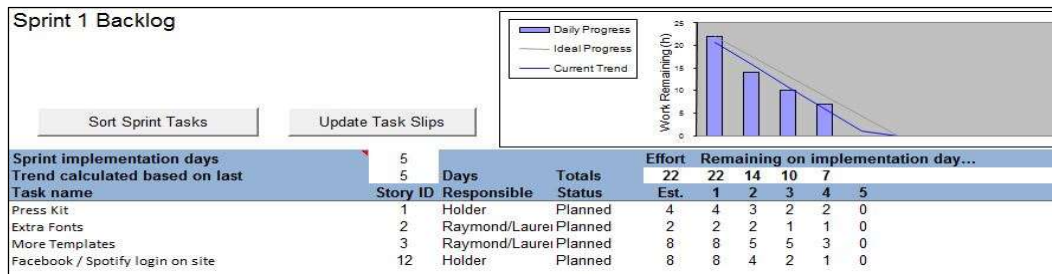 Sprint 1 Backlog
Daily Progress
Ideal Progress
Current Trend
Work Remaining (h)
25
20
15
10
5
0
Sort Sprint Tasks Update Task Slips
Sprint implementation days 5 Effort Remaining on implementation day...
Trend calculated based on last 5 Days Totals 22 22 14 10 7
Task name Story ID Responsible Status Est. 1 2 3 4 5
Press Kit 1 Holder Planned 4 4 3 2 2 0
Extra Fonts 2 Raymond/Laurei Planned 2 2 2 1 1 0
More Templates 3 Raymond/Laurei Planned 8 8 5 5 3 0
Facebook / Spotify login on site 12 Holder Planned 8 8 4 2 1 0